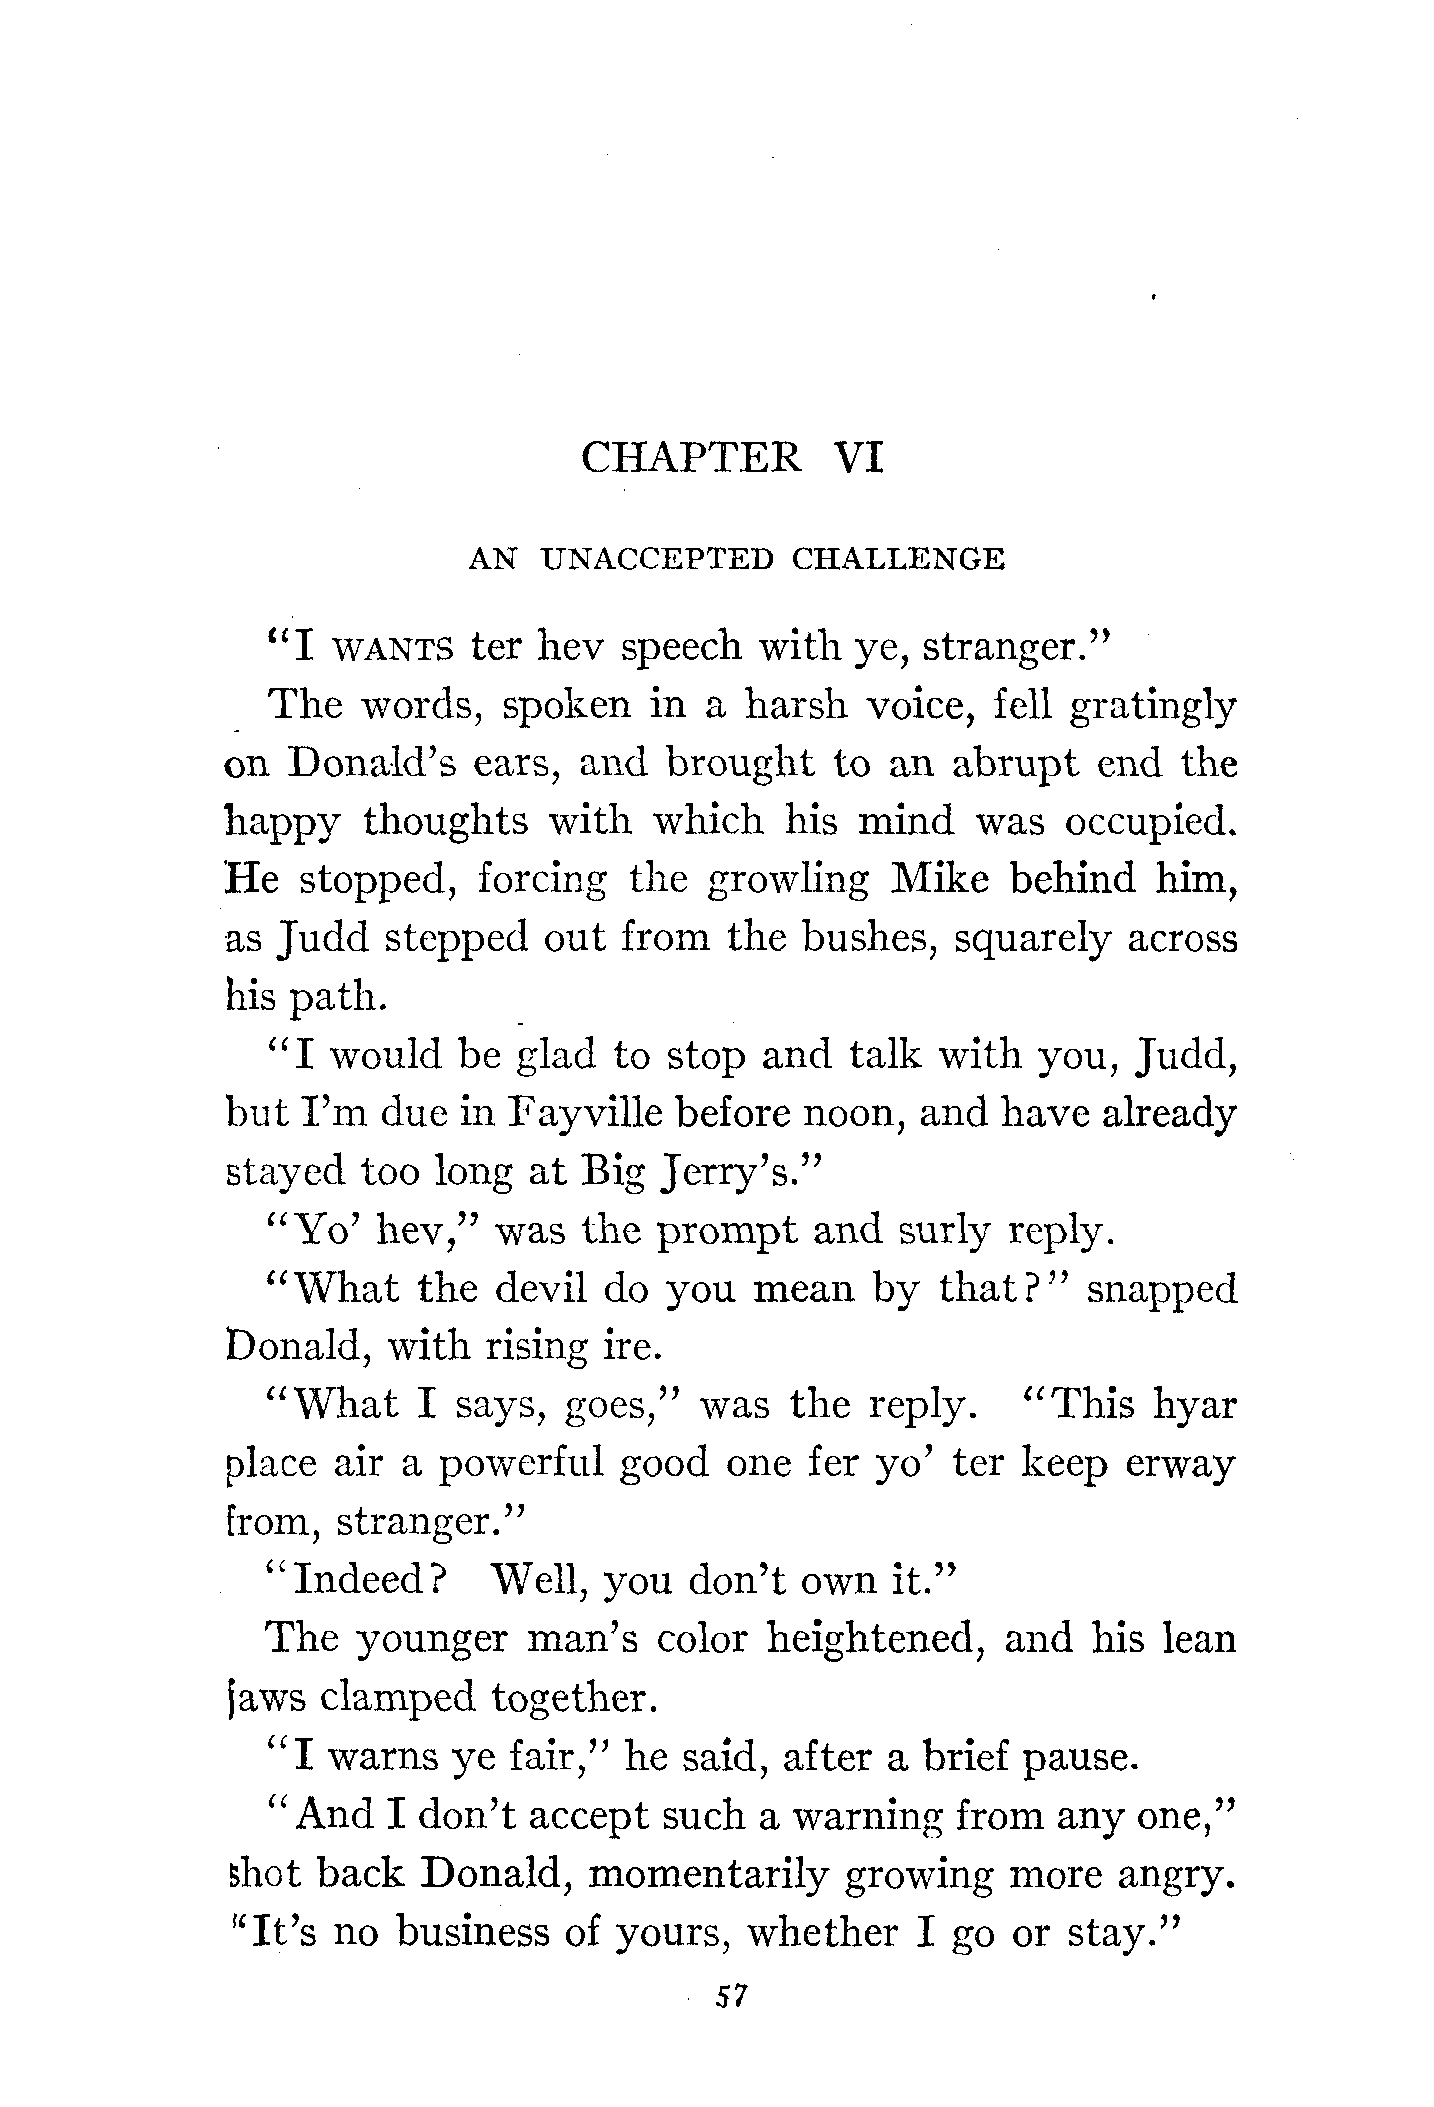 CHAPTER VI
AN UNACCEPTED CHALLENGE
“I WANTS ter hev speech with ye, stranger.”
The words, spoken in a harsh voice, fell gratingly
on Donald’s ears, and brought to an abrupt end the
happy thoughts with which his mind was occupied.
He stopped, forcing the growling Mike behind him,
as Judd stepped out from the bushes, squarely across
his path.
“I would be glad to stop and talk with you, Judd,
but I’m due in Fayville before noon, and have already
stayed too long at Big Jerry’s.”
“Yo’ hev,” was the prompt and surly reply.
“What the devil do you mean by that?” snapped
Donald, with rising ire.
“What I says, goes,” was the reply. “This hyar
place air a powerful good one fer yo’ ter keep erway
from, stranger.”
“Indeed? Well, you don’t own it.”
The younger man’s color heightened, and his lean
jaws clamped together.
“I warns ye fair,” he said, after a brief pause.
“And I don’t accept such a warning from any one,”
shot back Donald, momentarily growing more angry.
“It’s no business of yours, whether I go or stay.”
57